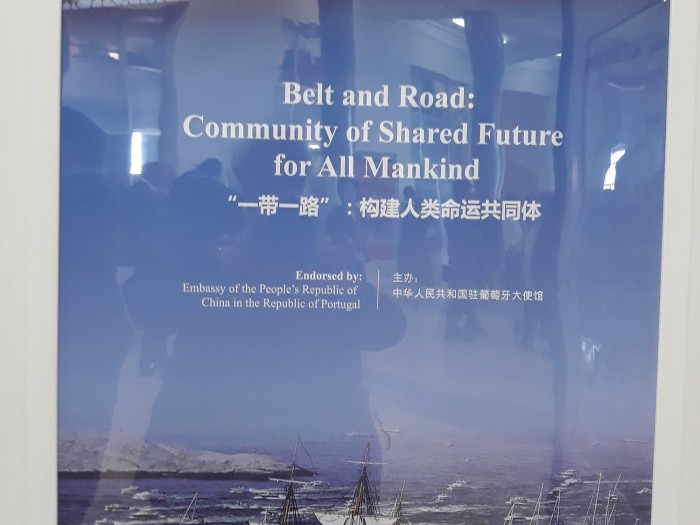 Belt and Road:
Community of Shared Future
for All Mankind
“一带一路”：构建人类命运共同体
Endorsed by:
Embassy of the People's Republic of
China in the Republic of Portugal
主办：
中华人民共和国驻葡萄牙大使馆